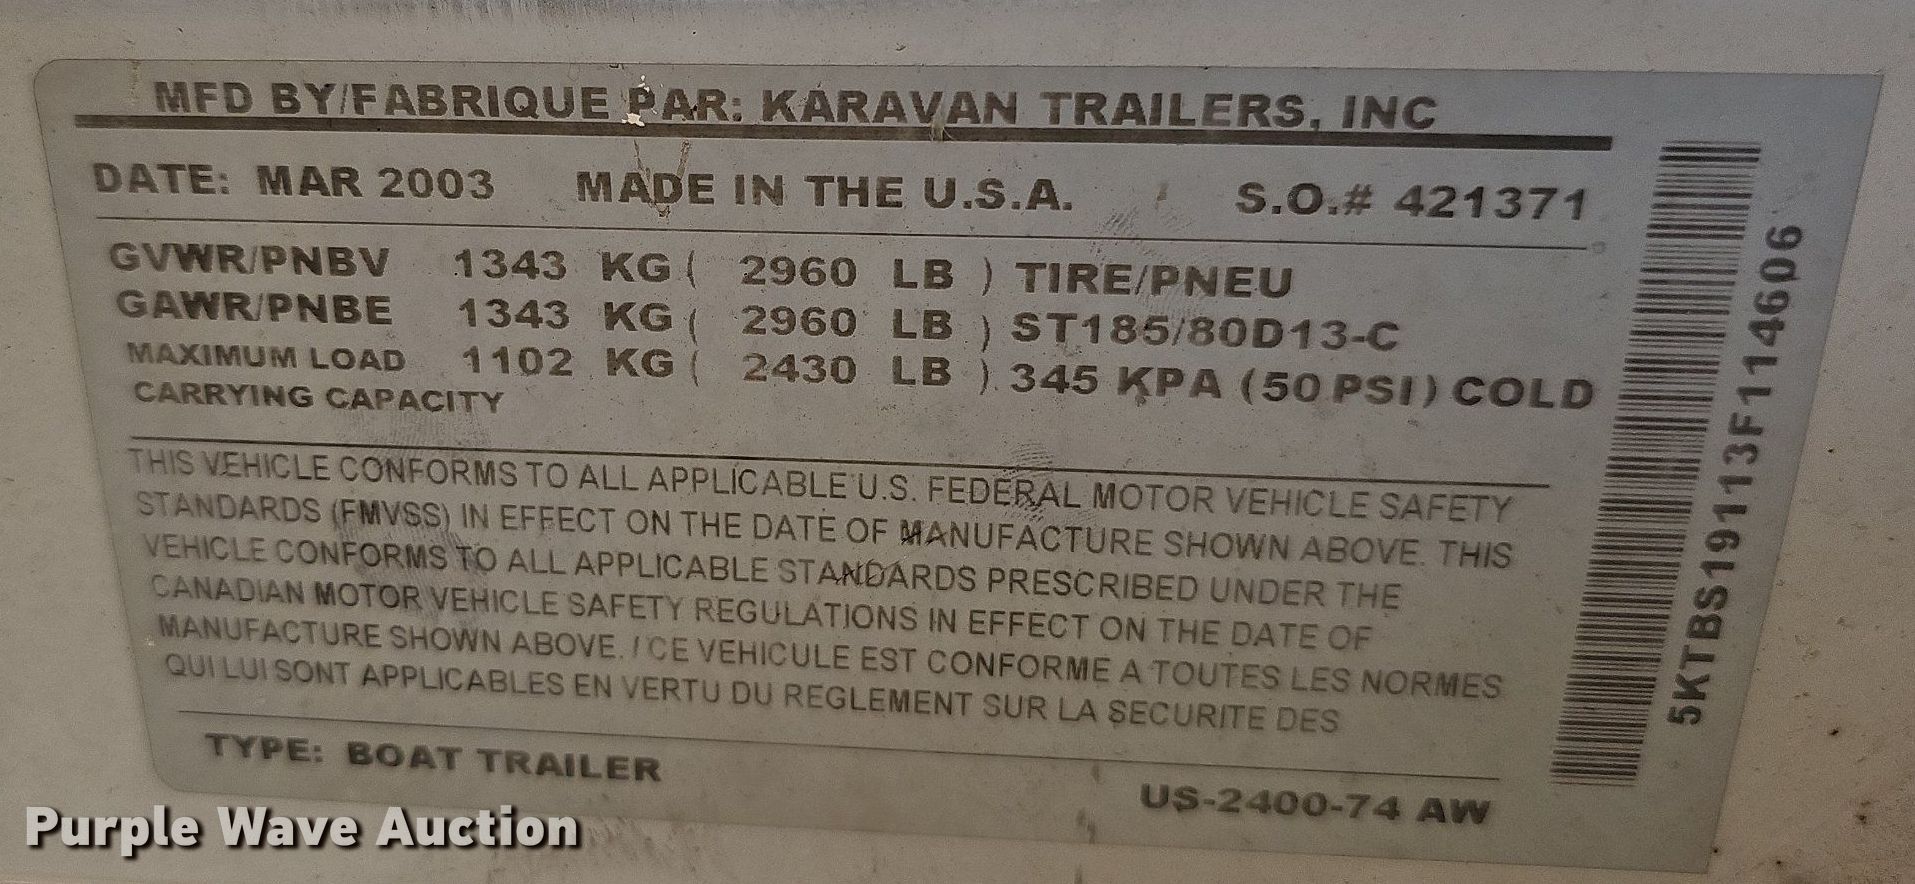 MFD BY/FABRIQUE PAR: KARAVAN TRAILERS, INC
DATE: MAR 2003 MADE IN THE U.S.A. S.O.# 421371
GVWR/PNBV 1343 KG ( 2960 LB ) TIRE/PNEU
GAWR/PNBE 1343 KG ( 2960 LB ) ST185/80D13-C
MAXIMUM LOAD 1102 KG ( 2430 LB ) 345 KPA (50 PSI) COLD
CARRYING CAPACITY
THIS VEHICLE CONFORMS TO ALL APPLICABLE U.S. FEDERAL MOTOR VEHICLE SAFETY
STANDARDS (FMVSS) IN EFFECT ON THE DATE OF MANUFACTURE SHOWN ABOVE. THIS
VEHICLE CONFORMS TO ALL APPLICABLE STANDARDS PRESCRIBED UNDER THE
CANADIAN MOTOR VEHICLE SAFETY REGULATIONS IN EFFECT ON THE DATE OF
MANUFACTURE SHOWN ABOVE. / CE VEHICULE EST CONFORME A TOUTES LES NORMES
QUI LUI SONT APPLICABLES EN VERTU DU REGLEMENT SUR LA SECURITE DES
TYPE: BOAT TRAILER
US-2400-74 AW
5KTBS19113F114606
Purple Wave Auction